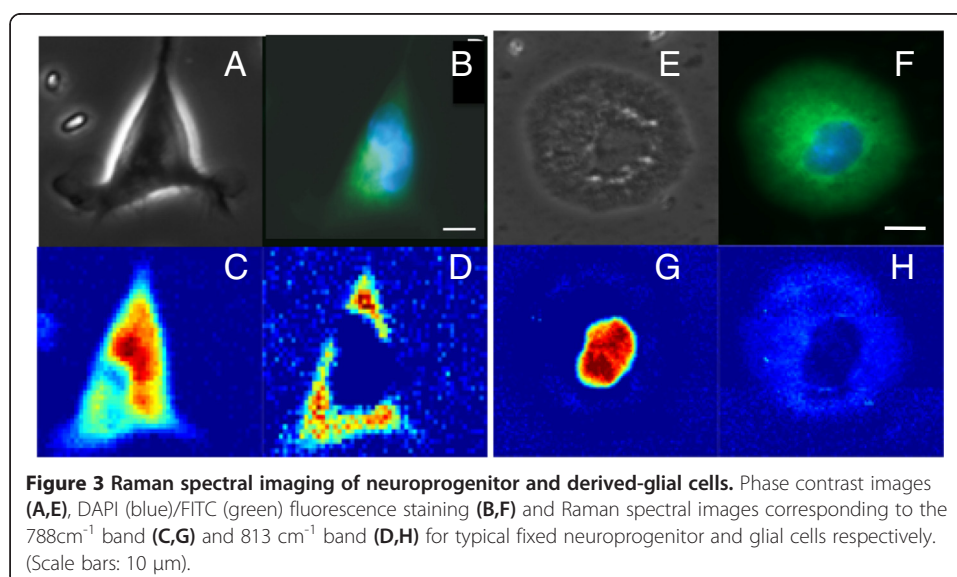 A
B
E
F
C
D
G
H
Figure 3 Raman spectral imaging of neuroprogenitor and derived-glial cells. Phase contrast images
(A,E), DAPI (blue)/FITC (green) fluorescence staining (B,F) and Raman spectral images corresponding to the
788cm⁻¹ band (C,G) and 813 cm⁻¹ band (D,H) for typical fixed neuroprogenitor and glial cells respectively.
(Scale bars: 10 μm).